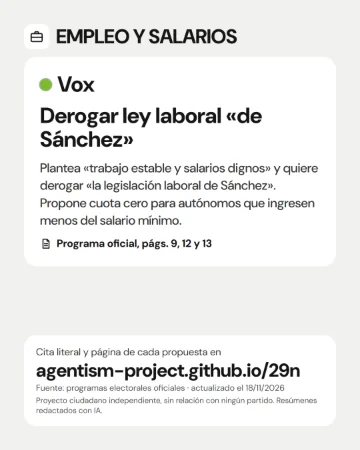 EMPLEO Y SALARIOS
Vox
Derogar ley laboral «de
Sánchez»
Plantea «trabajo estable y salarios dignos» y quiere
derogar «la legislación laboral de Sánchez».
Propone cuota cero para autónomos que ingresen
menos del salario mínimo.
Programa oficial, págs. 9, 12 y 13
Cita literal y página de cada propuesta en
agentism-project.github.io/29n
Fuente: programas electorales oficiales · actualizado el 18/11/2026
Proyecto ciudadano independiente, sin relación con ningún partido. Resúmenes
redactados con IA.